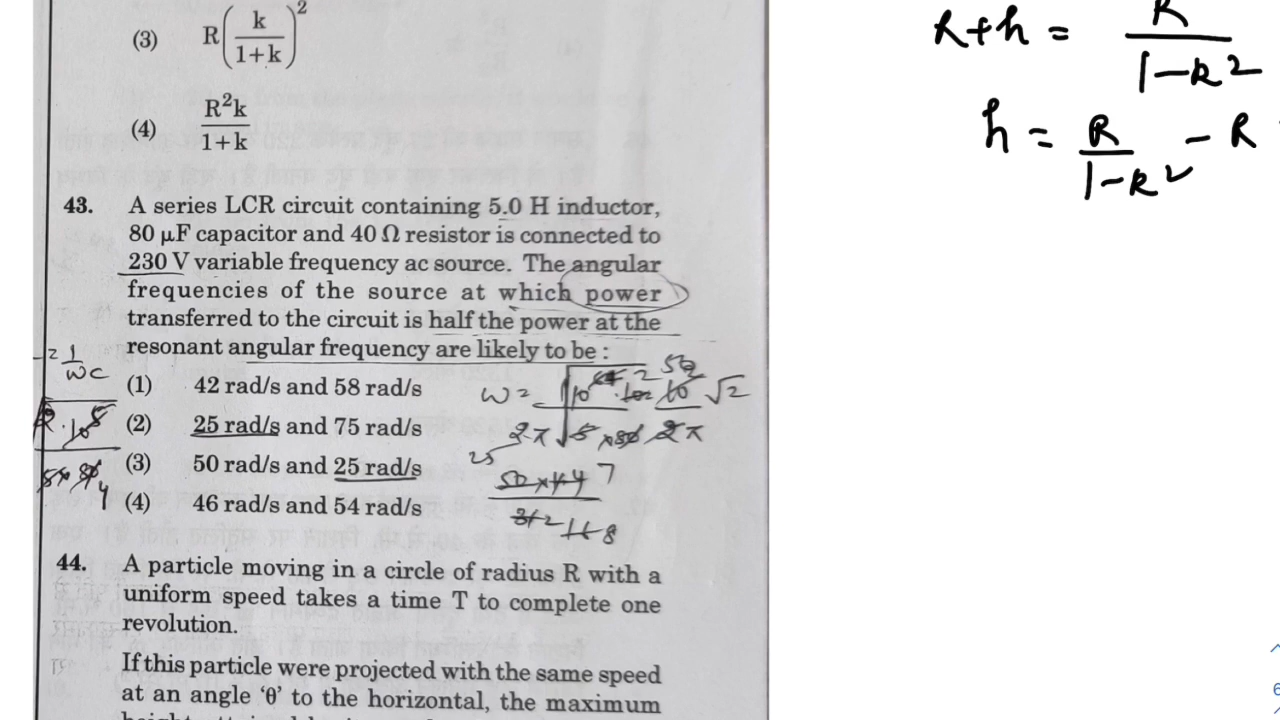 (3) R(k/1+k)²
(4) R²k/1+k
43. A series LCR circuit containing 5.0 H inductor,
80 μF capacitor and 40 Ω resistor is connected to
230 V variable frequency ac source. The angular
frequencies of the source at which power
transferred to the circuit is half the power at the
resonant angular frequency are likely to be :
(1) 42 rad/s and 58 rad/s
(2) 25 rad/s and 75 rad/s
(3) 50 rad/s and 25 rad/s
(4) 46 rad/s and 54 rad/s
44. A particle moving in a circle of radius R with a
uniform speed takes a time T to complete one
revolution.
If this particle were projected with the same speed
at an angle ‘θ’ to the horizontal, the maximum
R+h = R/1-k²
h = R/1-k² - R
1/ωc